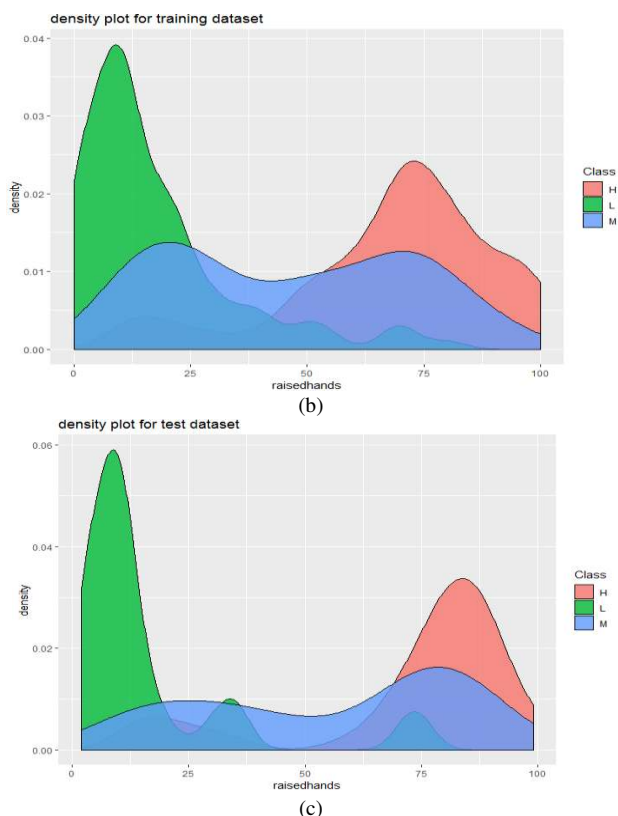 density plot for training dataset
0.04
0.03
0.02
0.01
0.00
density
0
25
50
75
100
raisedhands
Class
H
L
M
(b)
density plot for test dataset
0.06
0.04
0.02
0.00
density
0
25
50
75
100
raisedhands
Class
H
L
M
(c)